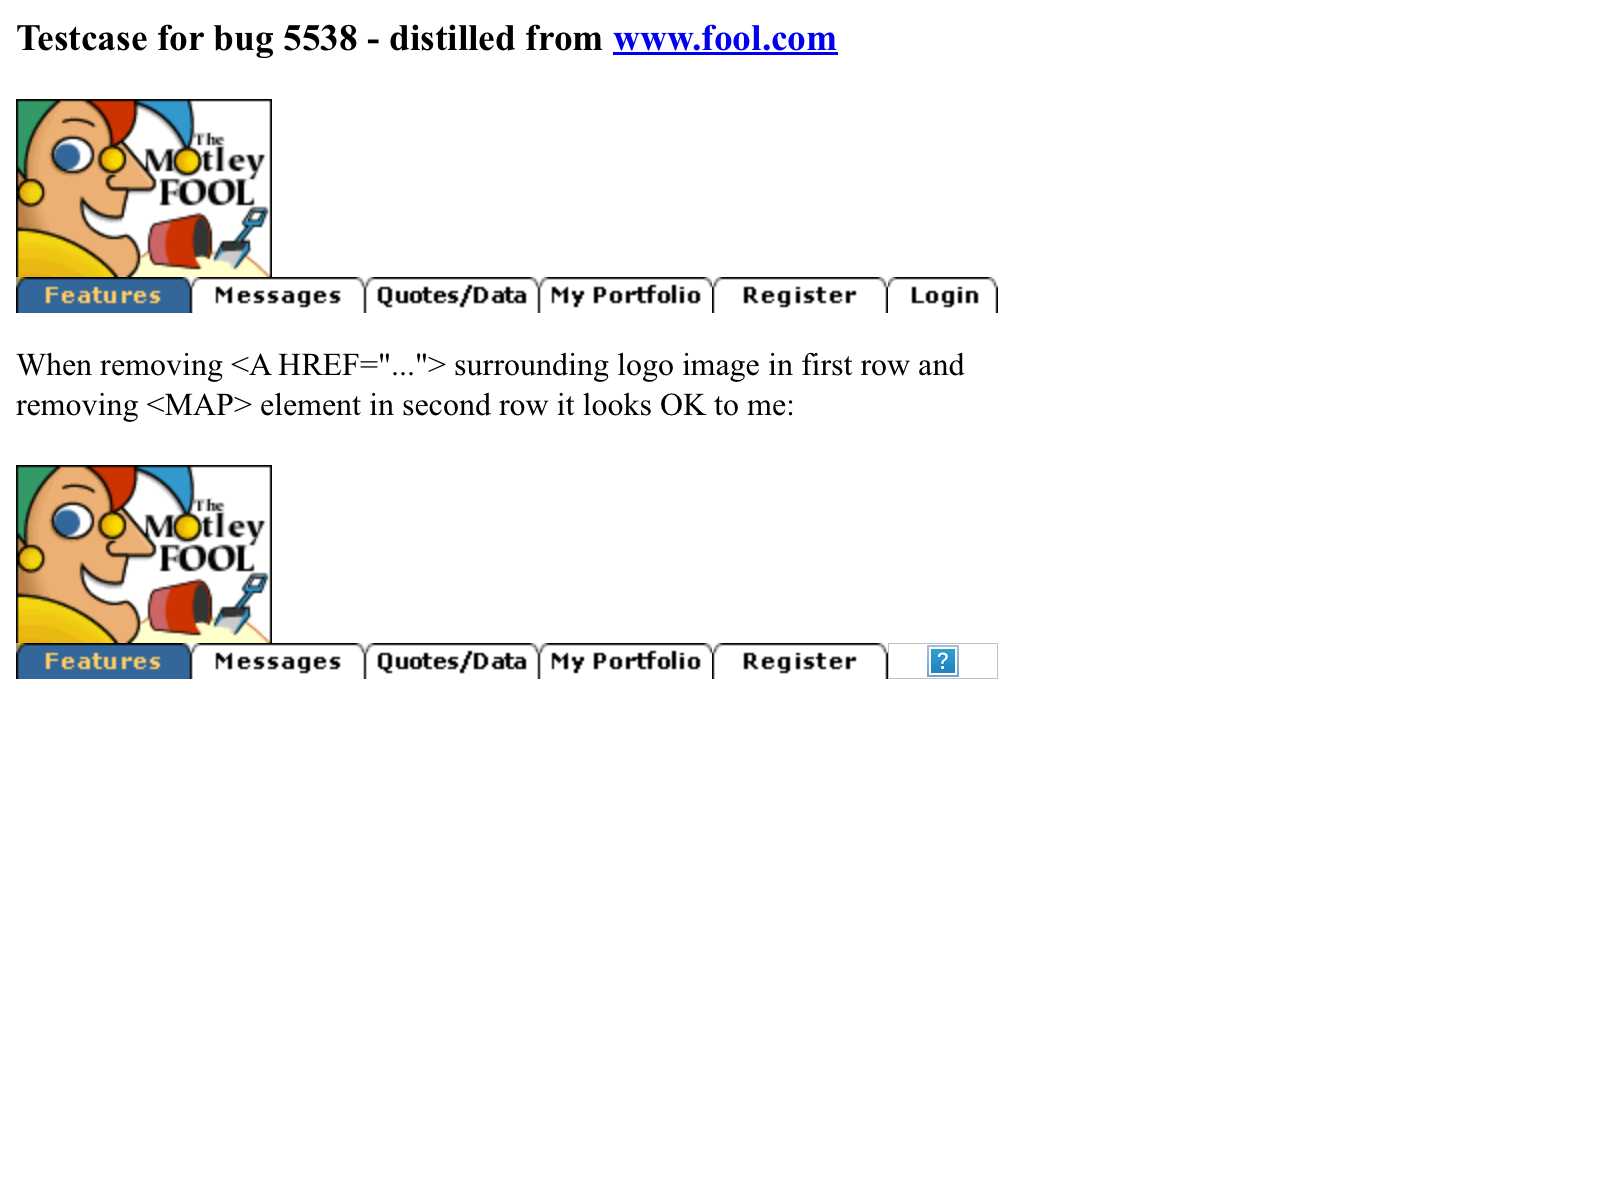 Testcase for bug 5538 - distilled from www.fool.com
The
Motley
FOOL
Features Messages Quotes/Data My Portfolio Register Login
When removing <A HREF="..."> surrounding logo image in first row and
removing <MAP> element in second row it looks OK to me:
The
Motley
FOOL
Features Messages Quotes/Data My Portfolio Register ?